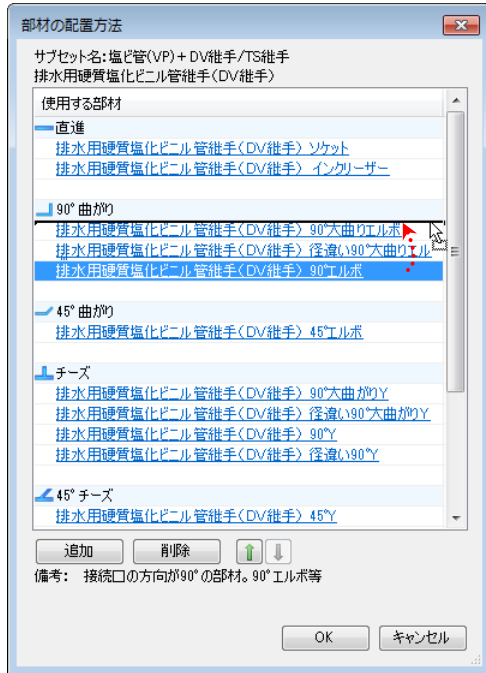 部材の配置方法
サブセット名:塩ビ管(VP)+DV継手/TS継手
排水用硬質塩化ビニル管継手(DV継手)
使用する部材
直進
排水用硬質塩化ビニル管継手(DV継手) ソケット
排水用硬質塩化ビニル管継手(DV継手) インクリーザー
90°曲がり
排水用硬質塩化ビニル管継手(DV継手) 90°大曲りエルボ
排水用硬質塩化ビニル管継手(DV継手) 径違い90°大曲りエル
排水用硬質塩化ビニル管継手(DV継手) 90°エルボ
45°曲がり
排水用硬質塩化ビニル管継手(DV継手) 45°エルボ
チーズ
排水用硬質塩化ビニル管継手(DV継手) 90°大曲がりY
排水用硬質塩化ビニル管継手(DV継手) 径違い90°大曲がりY
排水用硬質塩化ビニル管継手(DV継手) 90°Y
排水用硬質塩化ビニル管継手(DV継手) 径違い90°Y
45°チーズ
排水用硬質塩化ビニル管継手(DV継手) 45°Y
追加 削除
備考: 接続口の方向が90°の部材。90°エルボ等
OK キャンセル